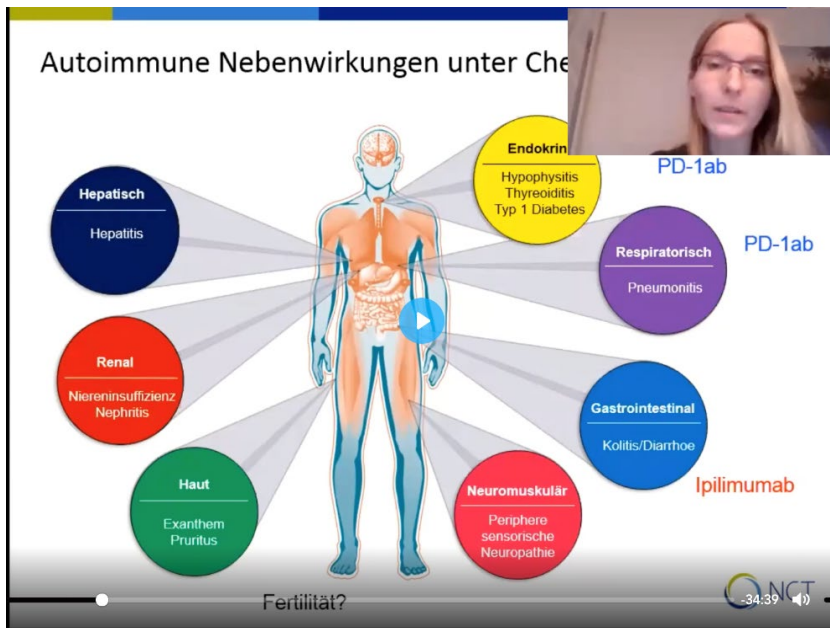 Autoimmune Nebenwirkungen unter Che
Endokrin
Hypophysitis
Thyreoiditis
Typ 1 Diabetes
PD-1ab
Hepatisch
Hepatitis
Respiratorisch
Pneumonitis
PD-1ab
Renal
Niereninsuffizienz
Nephritis
Gastrointestinal
Kolitis/Diarrhoe
Ipilimumab
Haut
Exanthem
Pruritus
Neuromuskulär
Periphere
sensorische
Neuropathie
Fertilität?
NCT
-34:39